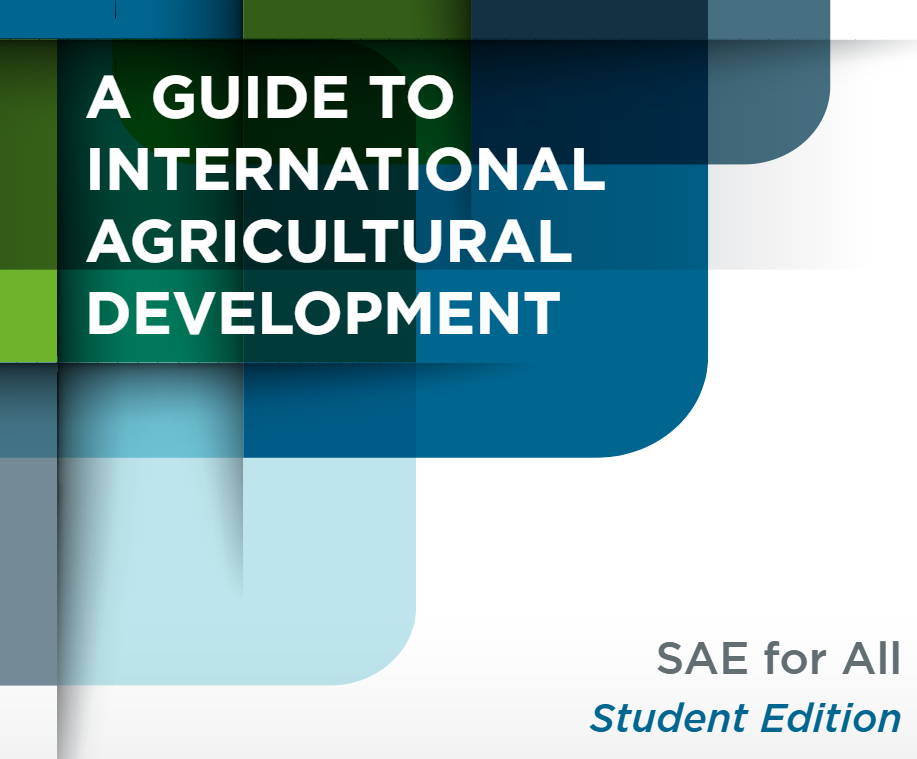 A GUIDE TO
INTERNATIONAL
AGRICULTURAL
DEVELOPMENT
SAE for All
Student Edition